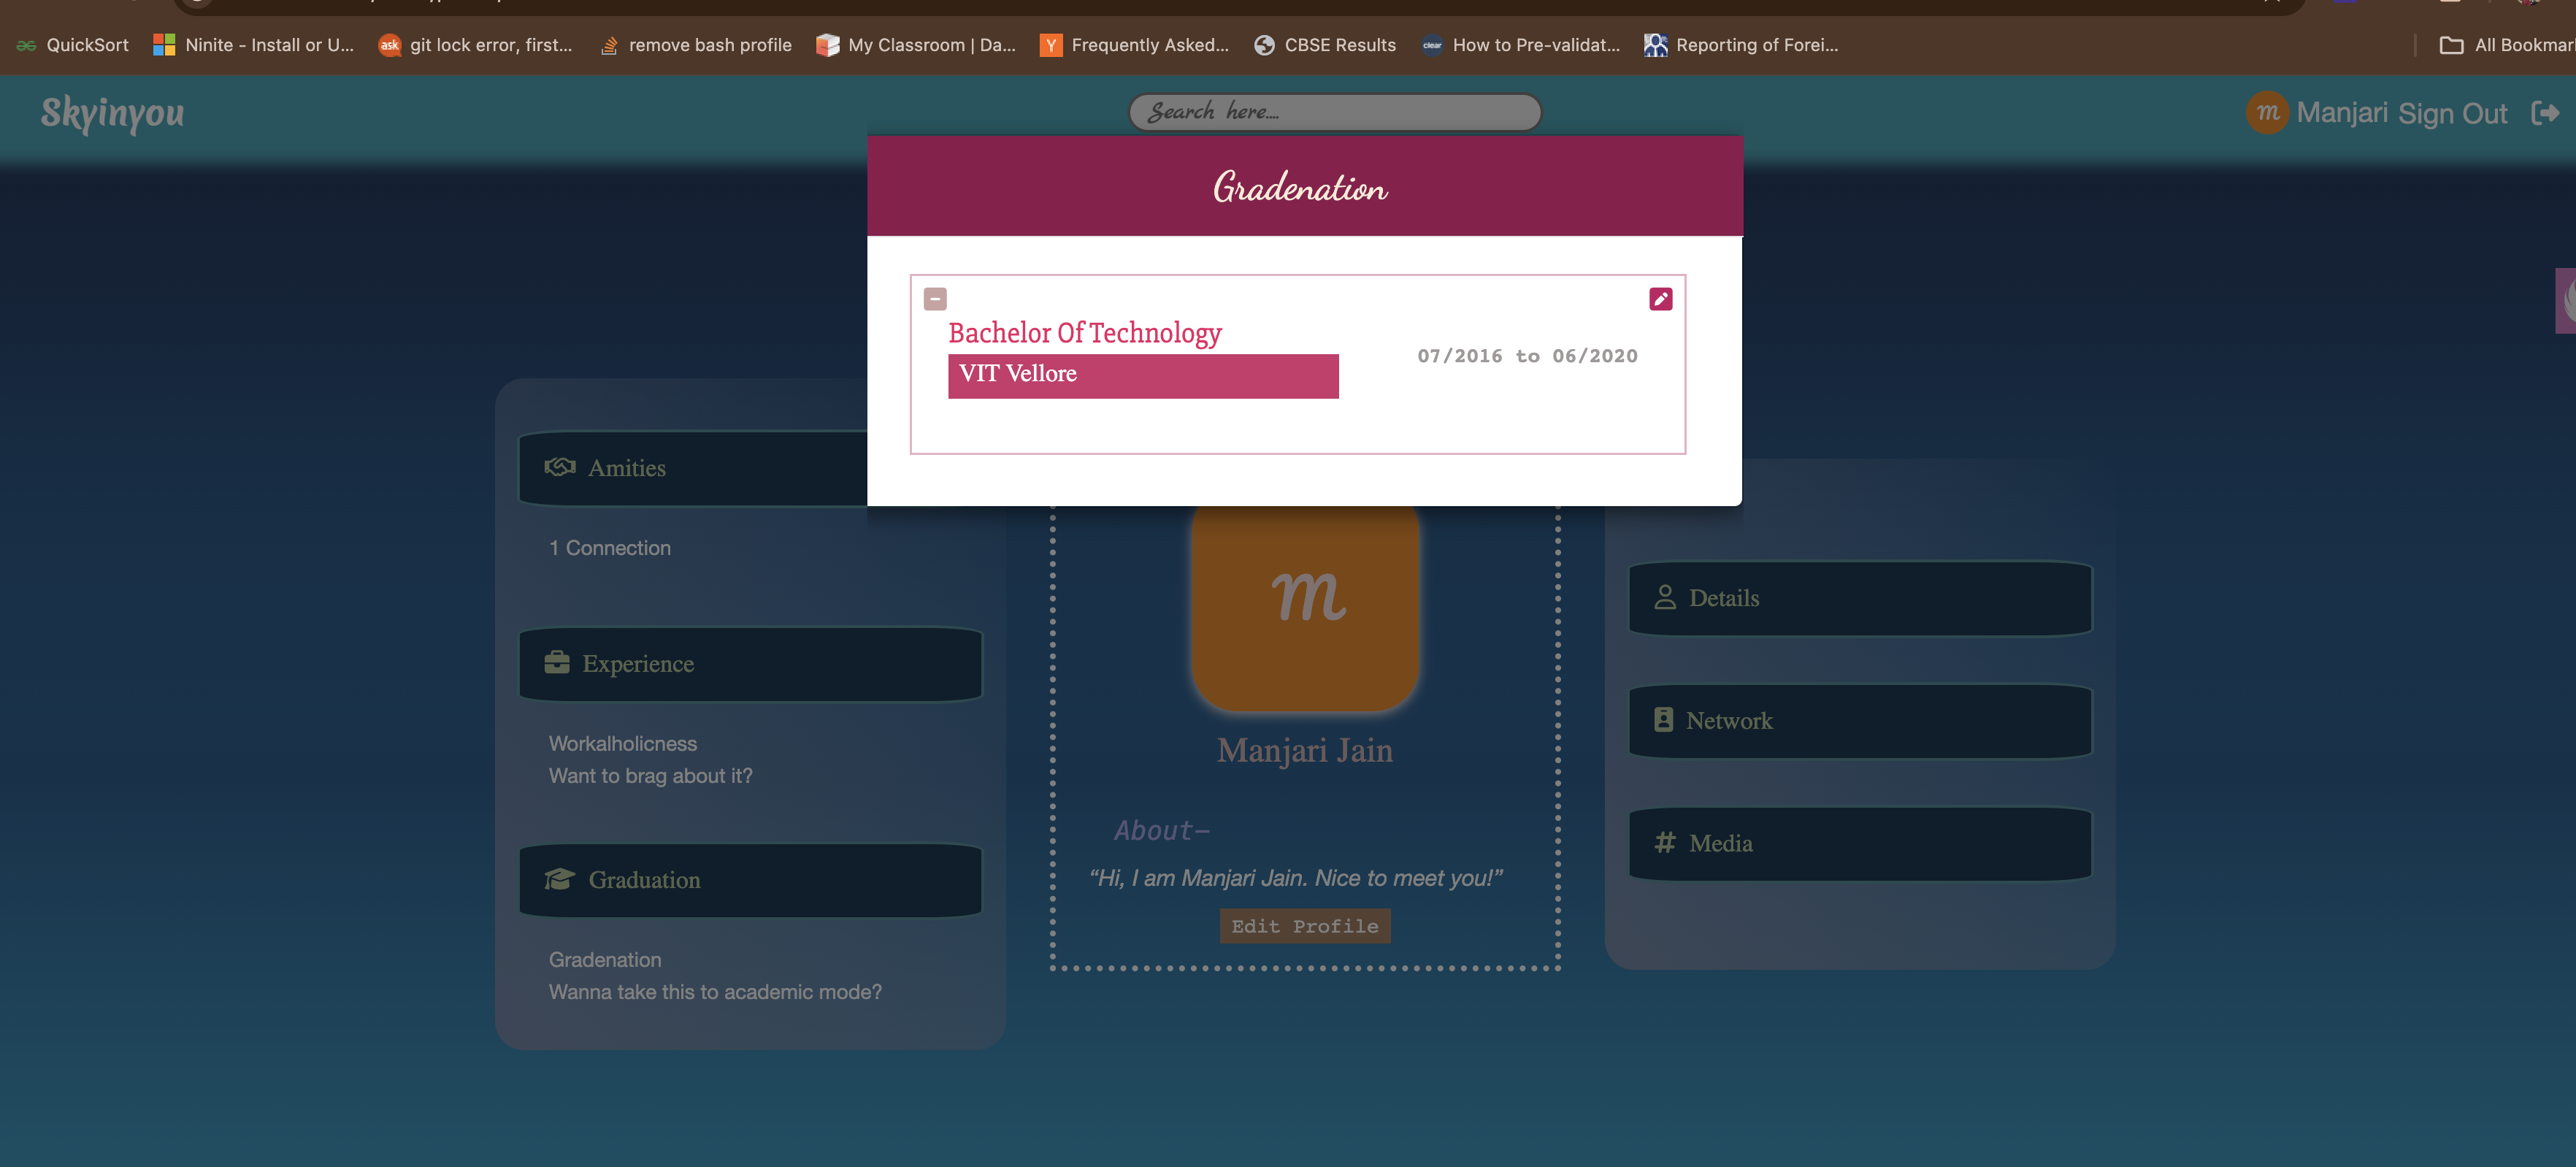 QuickSort
Ninite - Install or U...
ask
git lock error, first...
remove bash profile
My Classroom | Da...
Y
Frequently Asked...
CBSE Results
clear
How to Pre-validat...
Reporting of Forei...
All Bookmar
Skyinyou
Search here....
m
Manjari Sign Out
Gradenation
Bachelor Of Technology
VIT Vellore
07/2016 to 06/2020
Amities
1 Connection
Experience
Workalholicness
Want to brag about it?
Graduation
Gradenation
Wanna take this to academic mode?
m
Manjari Jain
About—
“Hi, I am Manjari Jain. Nice to meet you!”
Edit Profile
Details
Network
# Media